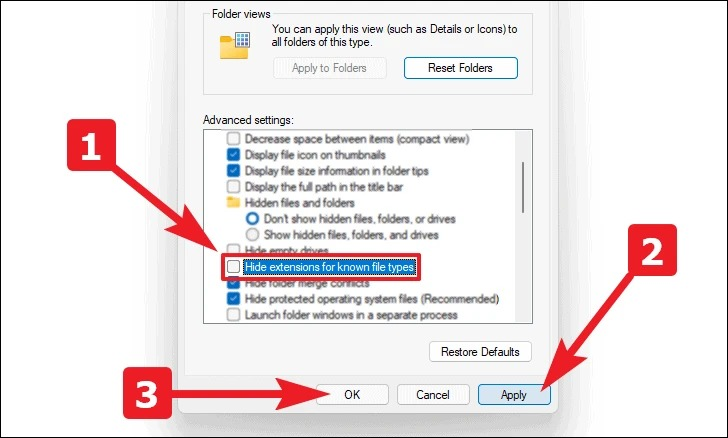 Folder views
You can apply this view (such as Details or Icons) to
all folders of this type.
Apply to Folders
Reset Folders
Advanced settings:
Decrease space between items (compact view)
Display file icon on thumbnails
Display file size information in folder tips
Display the full path in the title bar
Hidden files and folders
Don't show hidden files, folders, or drives
Show hidden files, folders, and drives
Hide empty drives
Hide extensions for known file types
Hide folder merge conflicts
Hide protected operating system files (Recommended)
Launch folder windows in a separate process
Restore Defaults
OK
Cancel
Apply
1
2
3